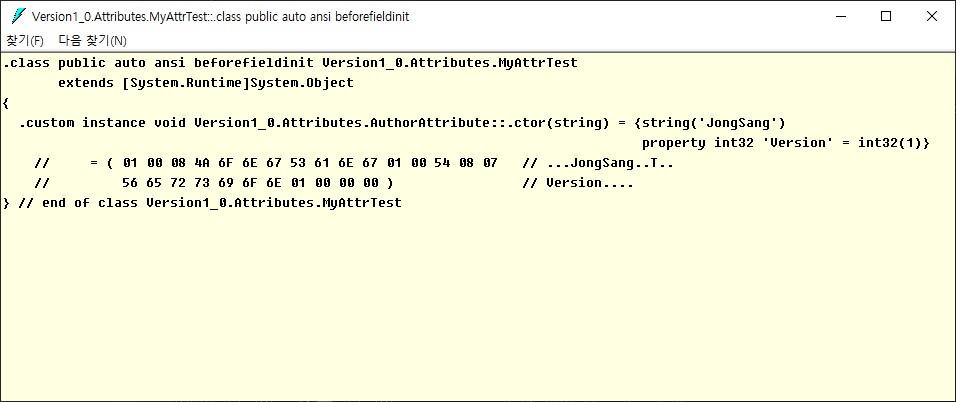 Version1_0.Attributes.MyAttrTest::.class public auto ansi beforefieldinit
찾기(F) 다음 찾기(N)
.class public auto ansi beforefieldinit Version1_0.Attributes.MyAttrTest
       extends [System.Runtime]System.Object
{
  .custom instance void Version1_0.Attributes.AuthorAttribute::.ctor(string) = {string('JongSang')
                                                                                property int32 'Version' = int32(1)}
    //     = ( 01 00 08 4A 6F 6E 67 53 61 6E 67 01 00 54 08 07   // ...JongSang..T..
    //         56 65 72 73 69 6F 6E 01 00 00 00 )                // Version....
} // end of class Version1_0.Attributes.MyAttrTest